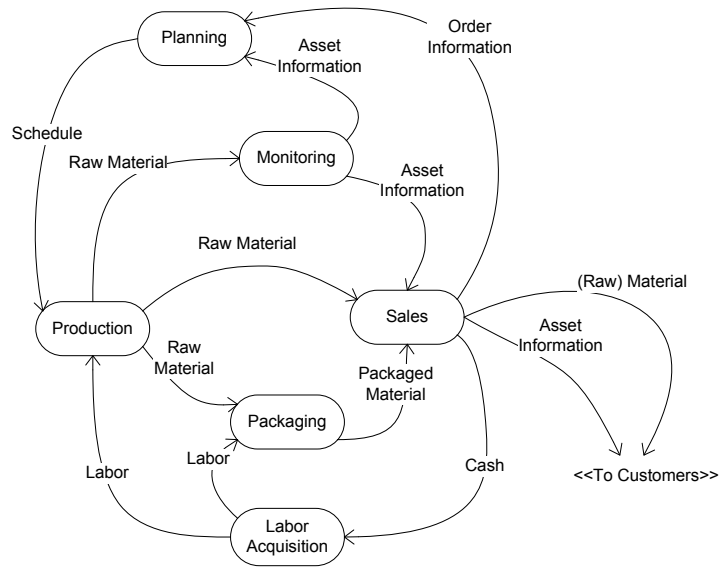 Planning
Order
Information
Asset
Information
Schedule
Raw Material
Monitoring
Asset
Information
Raw Material
(Raw) Material
Production
Sales
Asset
Information
Raw
Material
Packaged
Material
Packaging
Labor
Labor
Cash
<<To Customers>>
Labor
Acquisition